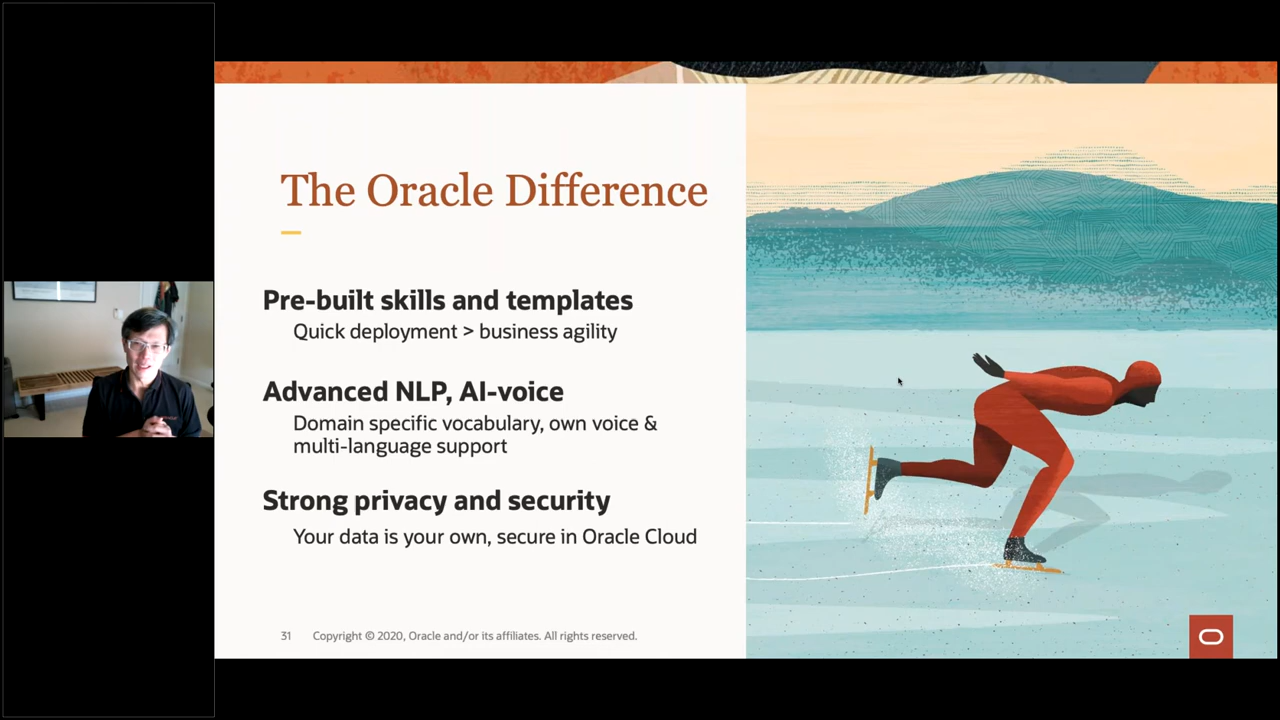 The Oracle Difference
Pre-built skills and templates
Quick deployment > business agility
Advanced NLP, AI-voice
Domain specific vocabulary, own voice &
multi-language support
Strong privacy and security
Your data is your own, secure in Oracle Cloud
31 Copyright © 2020, Oracle and/or its affiliates. All rights reserved.